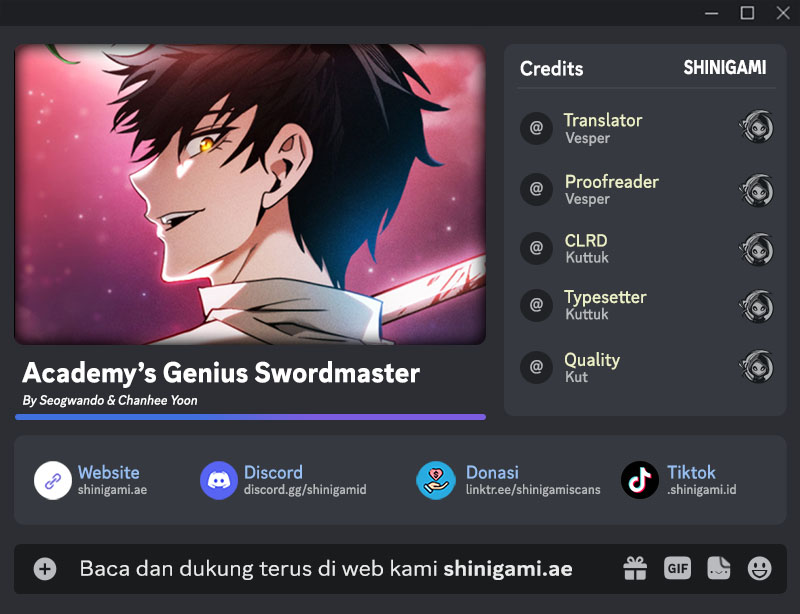 Credits
SHINIGAMI
@
Translator
Vesper
@
Proofreader
Vesper
@
CLRD
Kuttuk
@
Typesetter
Kuttuk
@
Quality
Kut
Academy's Genius Swordmaster
By Seogwando & Chanhee Yoon
Website
shinigami.ae
Discord
discord.gg/shinigamid
Donasi
linktr.ee/shinigamiscans
Tiktok
.shinigami.id
Baca dan dukung terus di web kami shinigami.ae
GIF